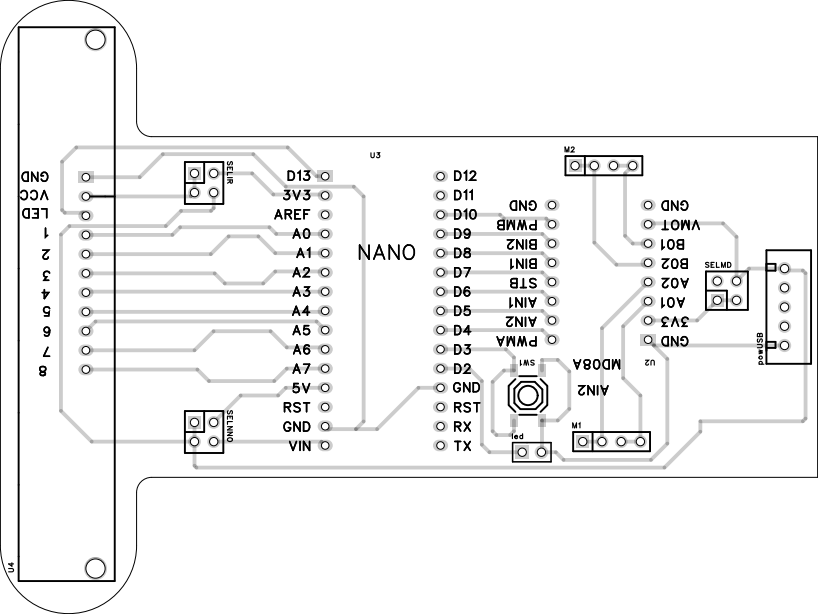 U3
M2
SELIR
GND
VCC
LED
1
2
3
4
5
6
7
8
D13
3V3
AREF
A0
A1
A2
A3
A4
A5
A6
A7
5V
RST
GND
VIN
NANO
D12
D11
D10
D9
D8
D7
D6
D5
D4
D3
D2
GND
RST
RX
TX
GND
PWMB
BIN2
BIN1
STB
AIN1
AIN2
PWMA
GND
VMOT
B01
B02
A02
A01
3V3
GND
SELMD
powUSB
U2
SW1
MD08A
AIN2
SELNNO
M1
led
U4